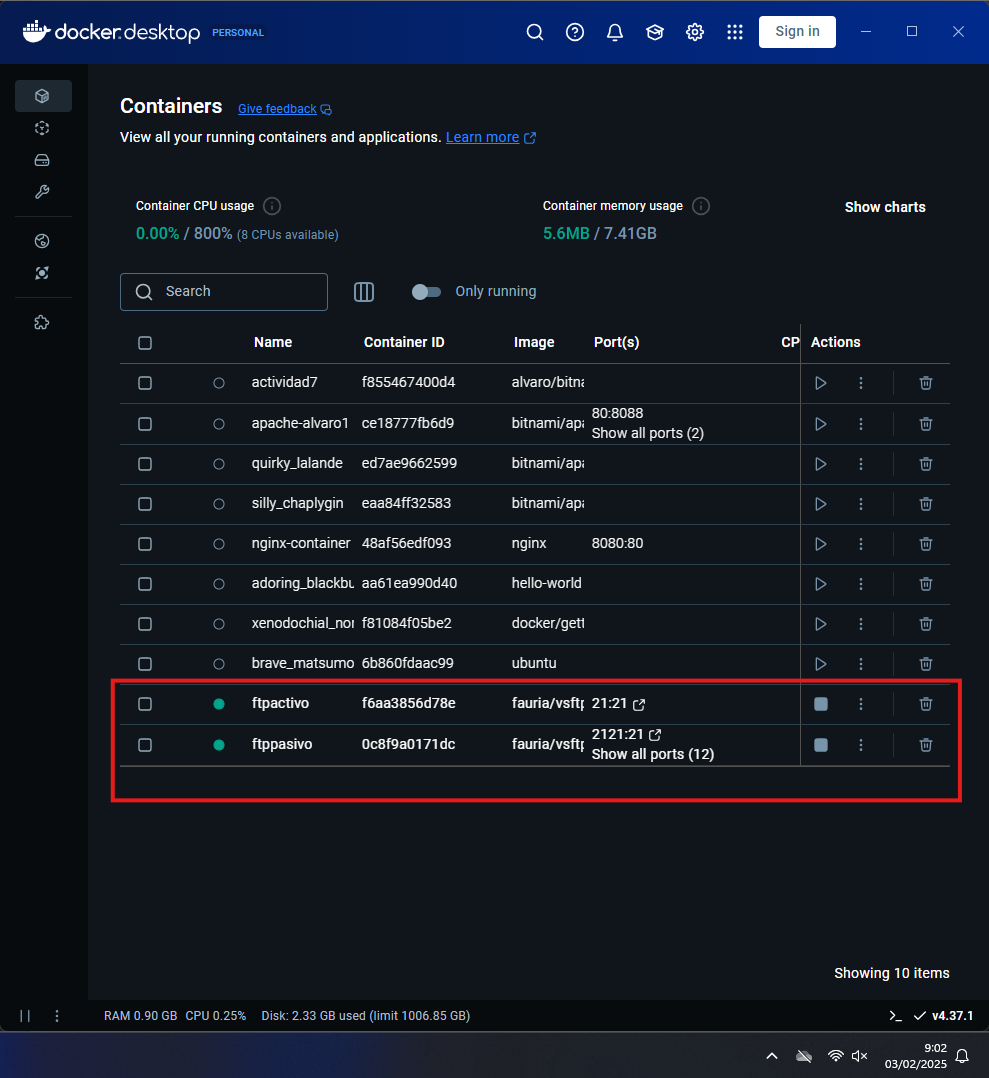 docker.desktop PERSONAL Sign in
Containers Give feedback
View all your running containers and applications. Learn more
Container CPU usage Container memory usage Show charts
0.00% / 800% (8 CPUs available) 5.6MB / 7.41GB
Search Only running
Name Container ID Image Port(s) CP Actions
actividad7 f855467400d4 alvaro/bitna
80:8088
apache-alvaro1 ce18777fb6d9 bitnami/apa
Show all ports (2)
quirky_lalande ed7ae9662599 bitnami/apa
silly_chaplygin eaa84ff32583 bitnami/apa
nginx-container 48af56edf093 nginx 8080:80
adoring_blackbu aa61ea990d40 hello-world
xenodochial_nor f81084f05be2 docker/gett
brave_matsumo 6b860fdaac99 ubuntu
ftpactivo f6aa3856d78e fauria/vsftp 21:21
2121:21
ftppasivo 0c8f9a0171dc fauria/vsftp
Show all ports (12)
Showing 10 items
RAM 0.90 GB CPU 0.25% Disk: 2.33 GB used (limit 1006.85 GB) v4.37.1
9:02
03/02/2025